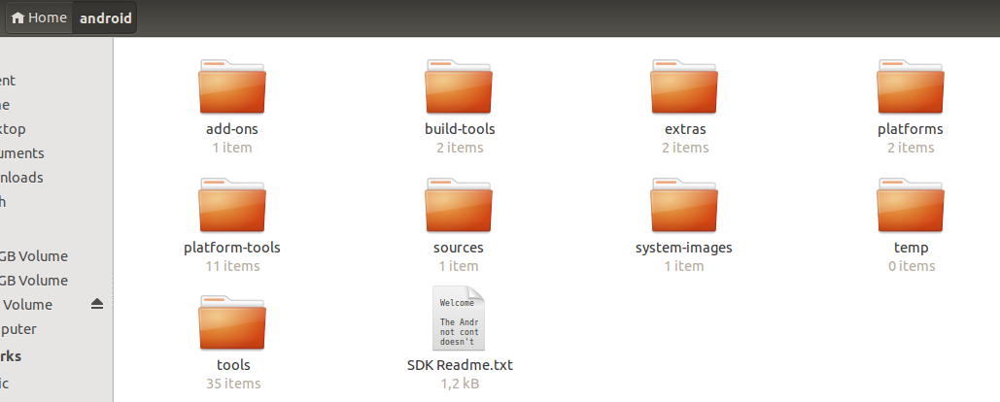 Home android
ent
ne
ktop
uments
nloads
h
GB Volume
GB Volume
Volume
puter
rks
ic
add-ons build-tools extras platforms
1 item 2 items 2 items 2 items
platform-tools sources system-images temp
11 items 1 item 1 item 0 items
Welcome
The Andr
not cont
doesn't
tools SDK Readme.txt
35 items 1,2 kB